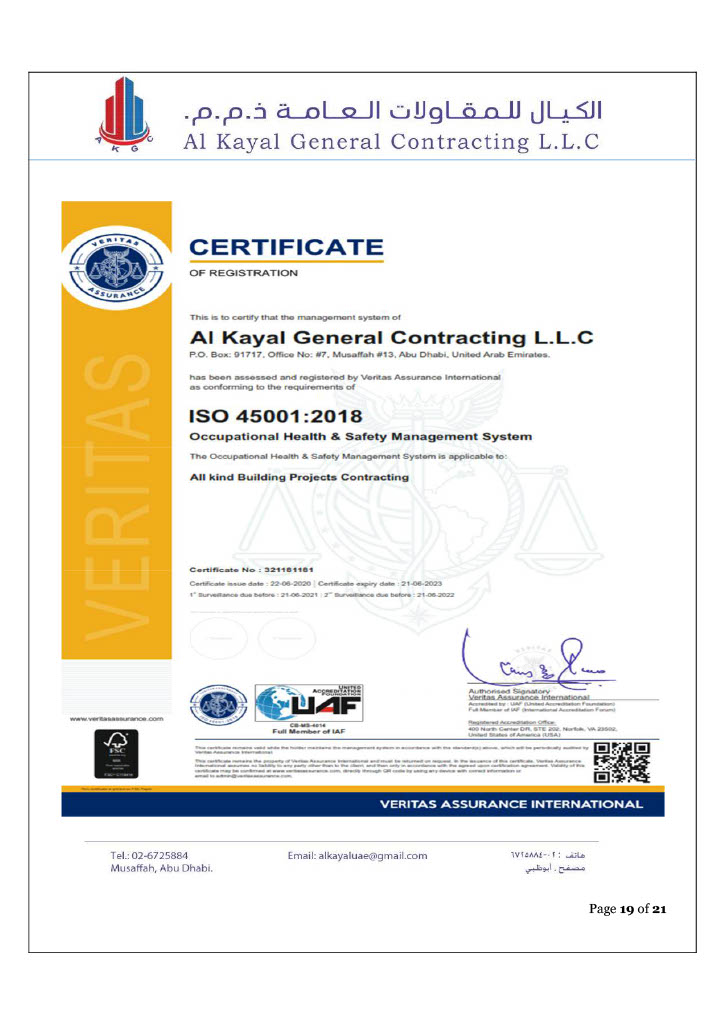 الكيـال للـمـقـاولات الـعـامـة ذ.م.م.
Al Kayal General Contracting L.L.C
AKGC
VERITAS
ASSURANCE
CERTIFICATE
OF REGISTRATION
This is to certify that the management system of
Al Kayal General Contracting L.L.C
P.O. Box: 91717, Office No: #7, Musaffah #13, Abu Dhabi, United Arab Emirates.
has been assessed and registered by Veritas Assurance International
as conforming to the requirements of
ISO 45001:2018
Occupational Health & Safety Management System
The Occupational Health & Safety Management System is applicable to:
All kind Building Projects Contracting
VERITAS
Certificate No : 321181181
Certificate issue date : 22-06-2020 | Certificate expiry date : 21-06-2023
1st Surveillance due before : 21-06-2021 : 2nd Surveillance due before : 21-06-2022
UNITED
ACCREDITATION
FOUNDATION
UAF
CB-MS-4614
Full Member of IAF
Authorised Signatory
Veritas Assurance International
Accredited by : UAF (United Accreditation Foundation)
Full Member of IAF (International Accreditation Forum)
Registered Accreditation Office:
400 North Center DR, STE 202, Norfolk, VA 23502,
United States of America (USA)
www.veritasassurance.com
FSC
This certificate remains valid while the holder maintains the management system in accordance with the standard(s) above, which will be periodically audited by
Veritas Assurance International.
This certificate remains the property of Veritas Assurance International and must be returned on request. In the issuance of this certificate, Veritas Assurance
International assumes no liability to any party other than to the client, and then only in accordance with the agreed upon certification agreement. Validity of this
certificate may be confirmed at www.veritasassurance.com, directly through QR code by using any device with correct information or
email to admin@veritasassurance.com.
VERITAS ASSURANCE INTERNATIONAL
Tel.: 02-6725884
Musaffah, Abu Dhabi.
Email: alkayaluae@gmail.com
هاتف : ٠٢-٦٧٢٥٨٨٤
مصفح ـ أبوظبي
Page 19 of 21